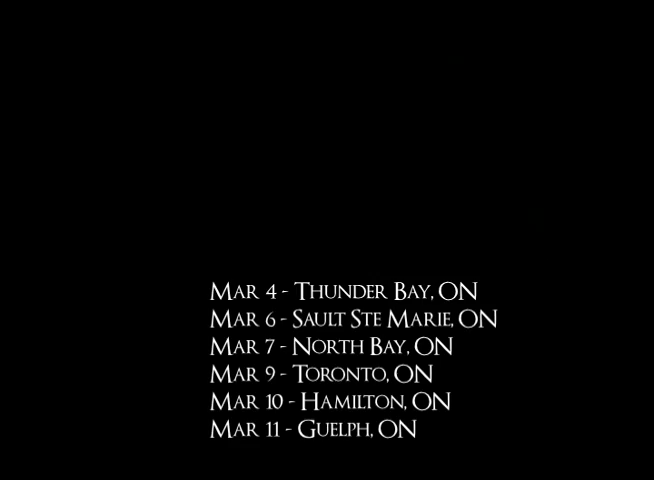 Mar 4 - Thunder Bay, ON
Mar 6 - Sault Ste Marie, ON
Mar 7 - North Bay, ON
Mar 9 - Toronto, ON
Mar 10 - Hamilton, ON
Mar 11 - Guelph, ON